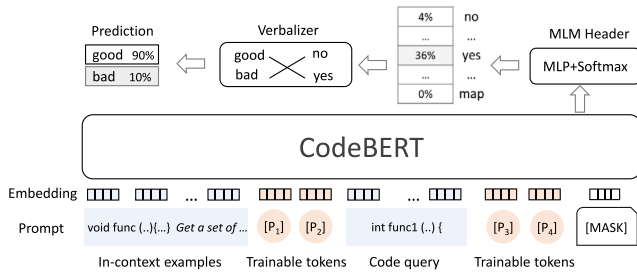 Prediction
good 90%
bad 10%
Verbalizer
good no
bad yes
4% no
... ...
36% yes
... ...
0% map
MLM Header
MLP+Softmax
CodeBERT
Embedding ... ...
Prompt void func (..){...} Get a set of ... [P1] [P2] int func1 (..) { [P3] [P4] [MASK]
In-context examples Trainable tokens Code query Trainable tokens